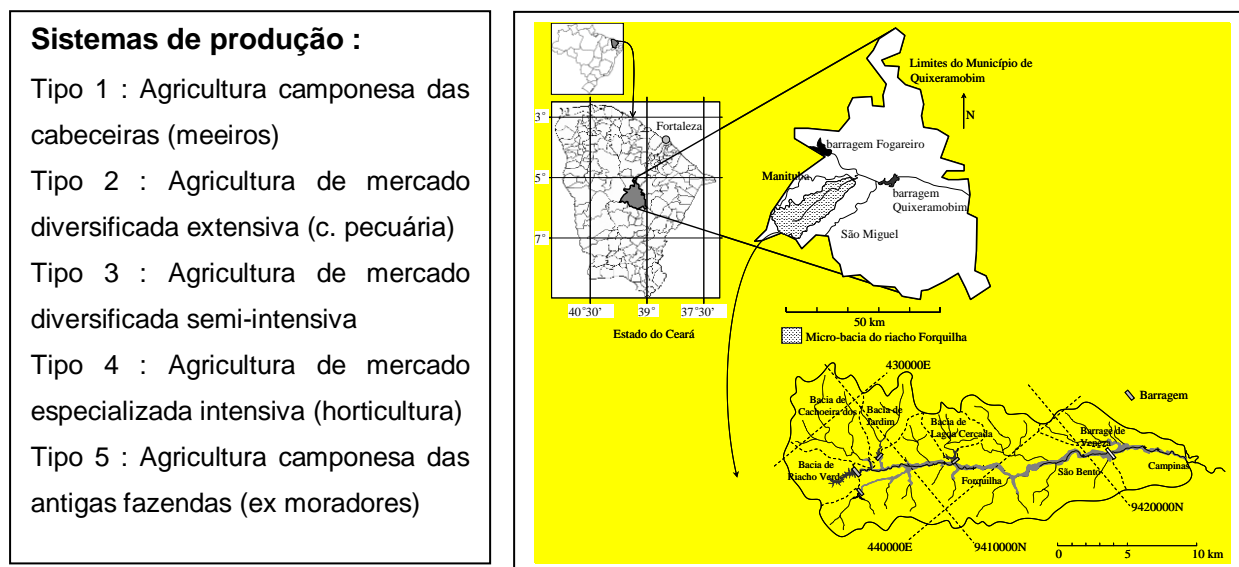 Sistemas de produção :
Tipo 1 : Agricultura camponesa das
cabeceiras (meeiros)
Tipo 2 : Agricultura de mercado
diversificada extensiva (c. pecuária)
Tipo 3 : Agricultura de mercado
diversificada semi-intensiva
Tipo 4 : Agricultura de mercado
especializada intensiva (horticultura)
Tipo 5 : Agricultura camponesa das
antigas fazendas (ex moradores)
Limites do Município de
Quixeramobim
N
3°
Fortaleza
barragem Fogareiro
5°
Manituba
barragem
Quixeramobim
São Miguel
7°
40°30'
39°
37°30'
Estado do Ceará
50 km
Micro-bacia do riacho Forquilha
430000E
Barragem
Bacia de
Cachoeira dos
Bacia de
Jardim
Bacia de
Lagoa Cercada
Barrage de
Veneza
Bacia de
Riacho Verde
Forquilha
São Bento
Campinas
9420000N
440000E
9410000N
0
5
10 km